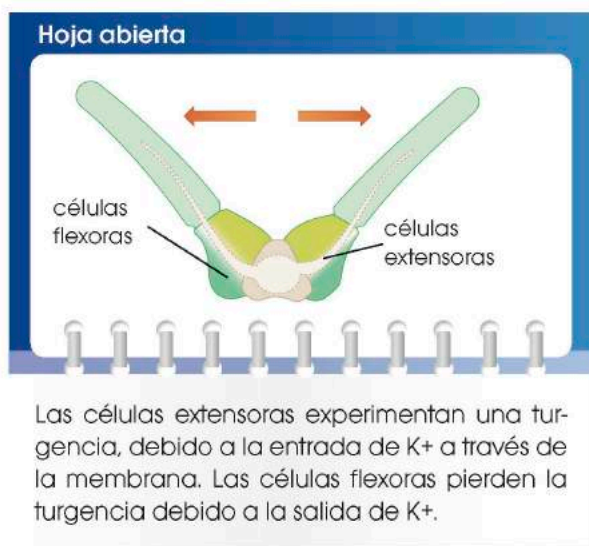 Hoja abierta
células
flexoras
células
extensoras
Las células extensoras experimentan una tur-
gencia, debido a la entrada de K+ a través de
la membrana. Las células flexoras pierden la
turgencia debido a la salida de K+.